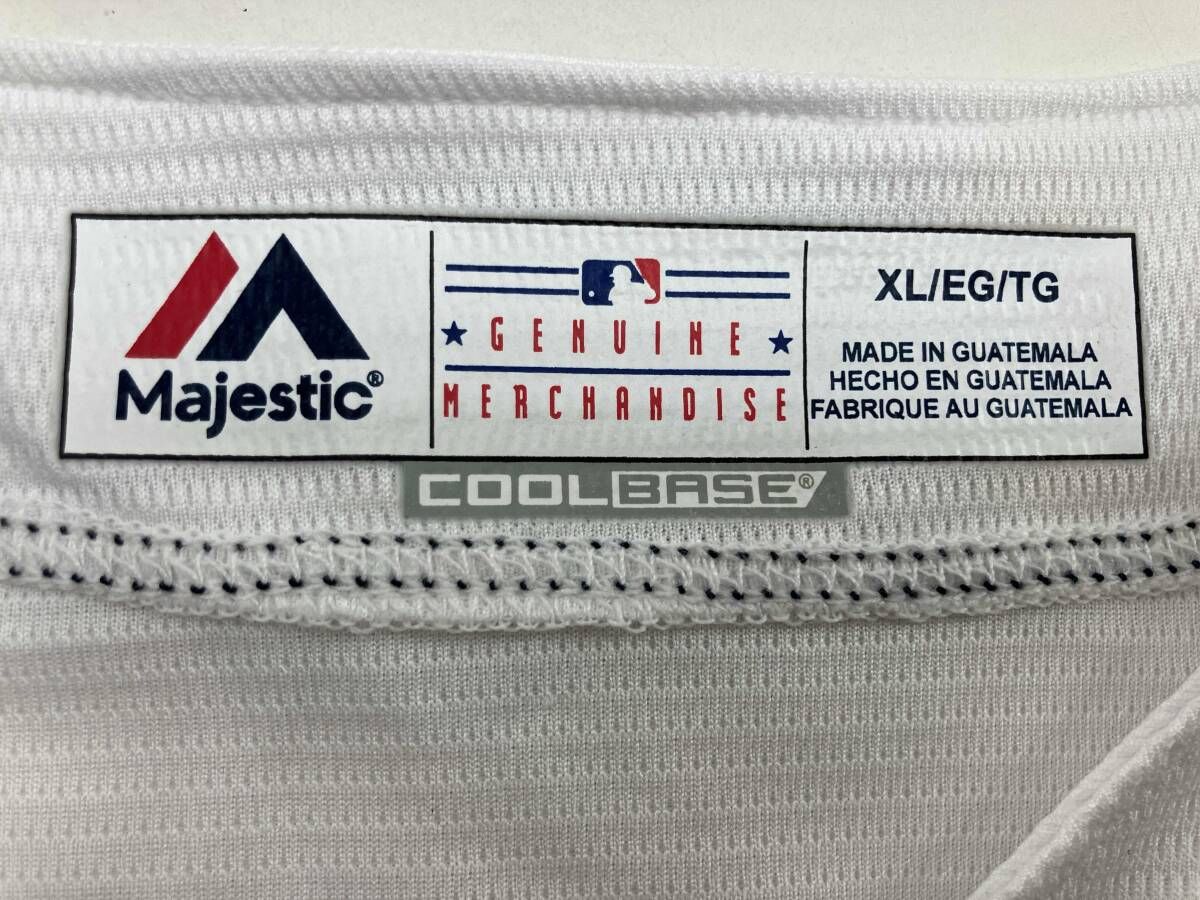 Majestic®
GENUINE
MERCHANDISE
XL/EG/TG
MADE IN GUATEMALA
HECHO EN GUATEMALA
FABRIQUE AU GUATEMALA
COOLBASE®